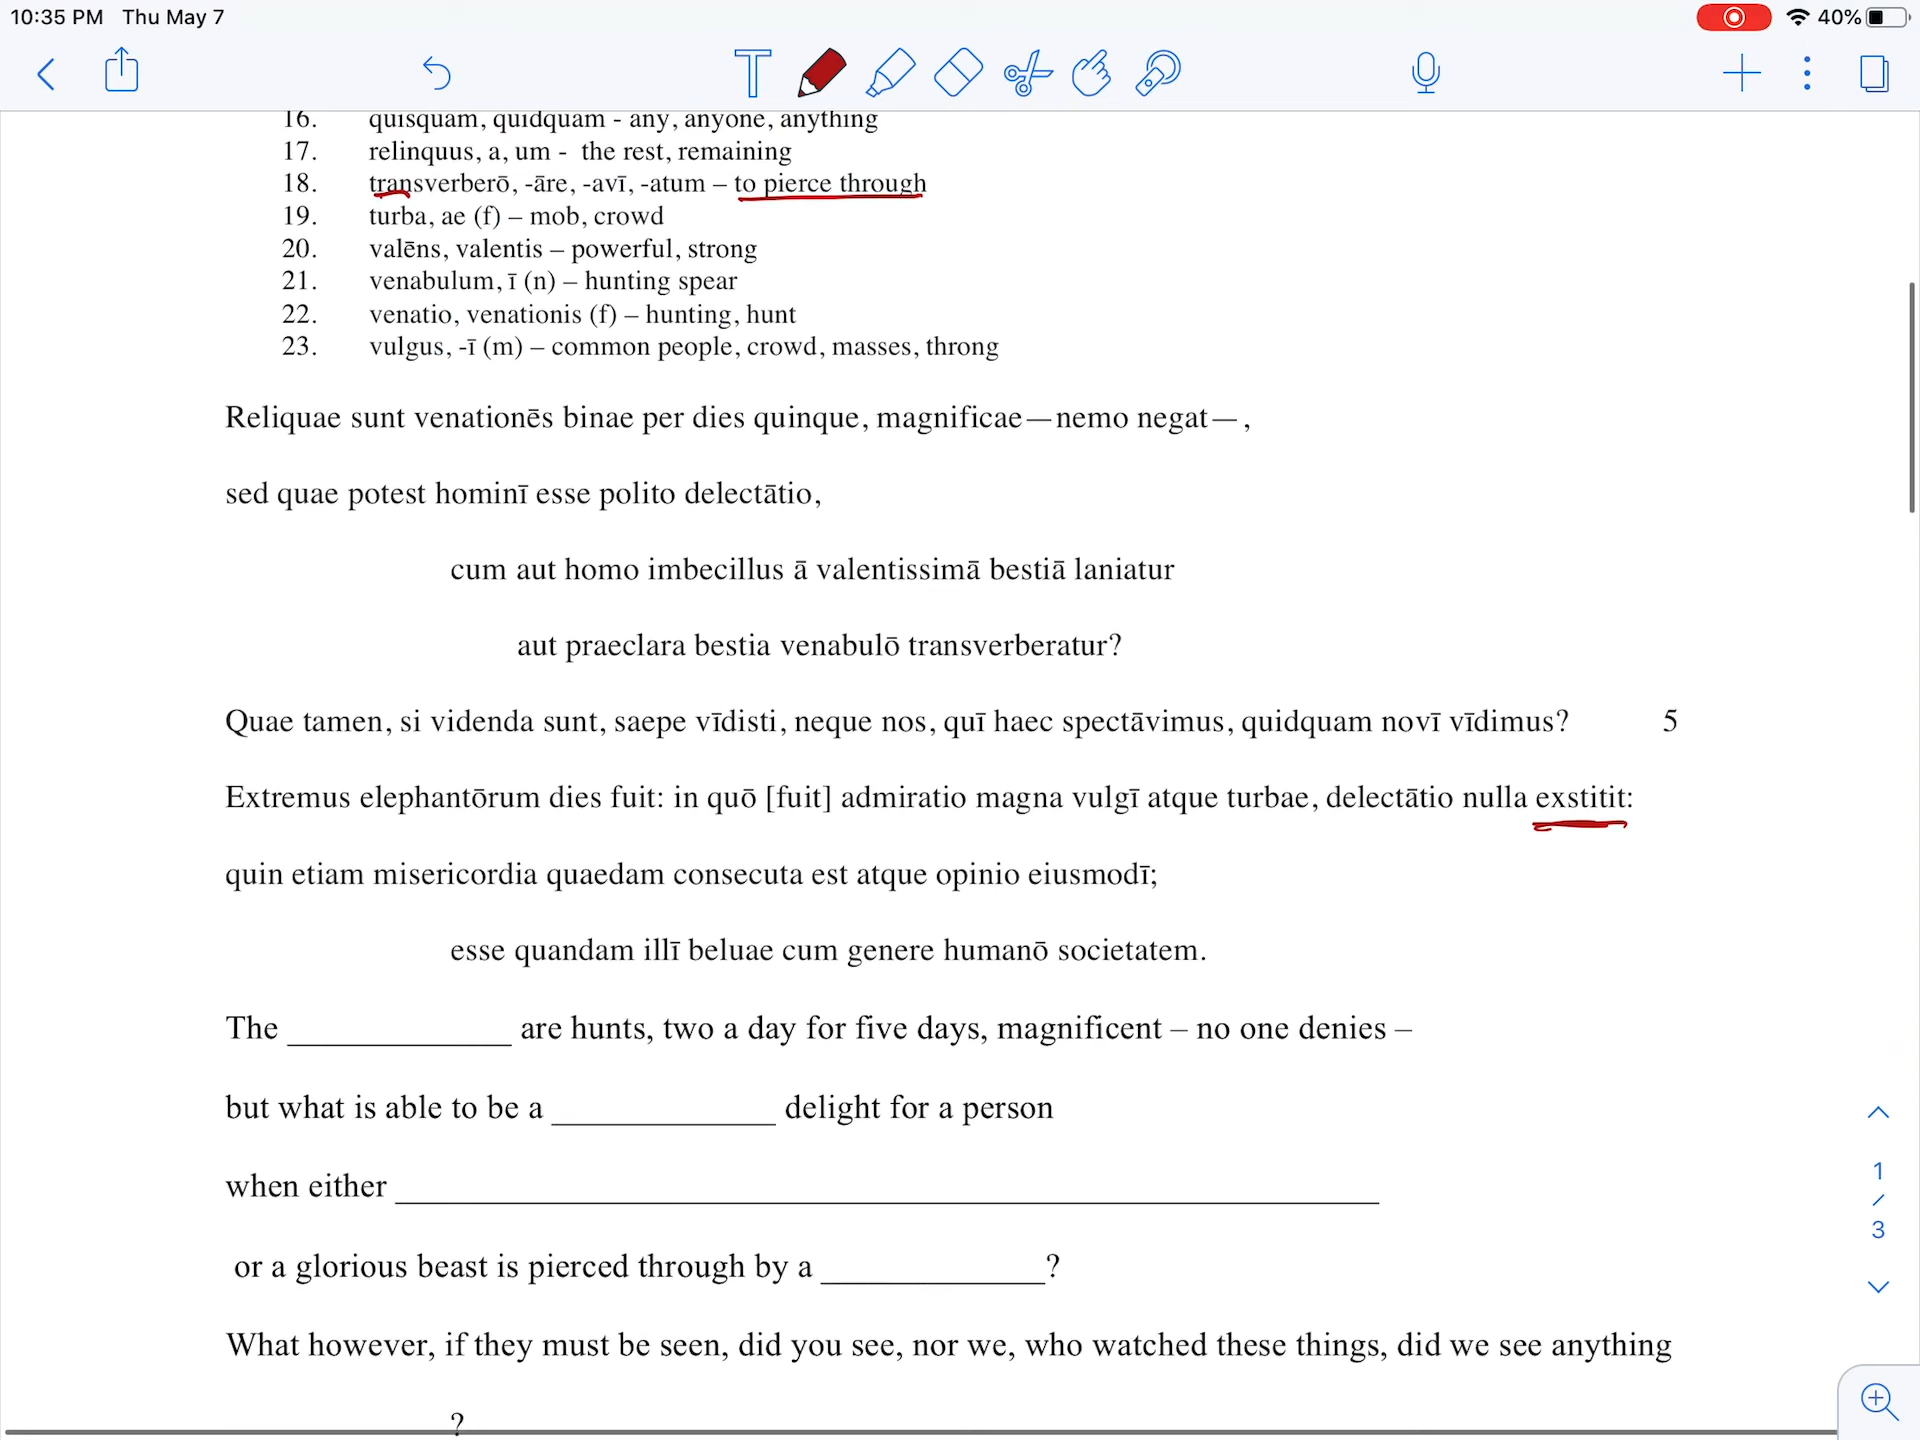 10:35 PM Thu May 7 40%
16. quisquam, quidquam - any, anyone, anything
17. relinquus, a, um - the rest, remaining
18. transverberō, -āre, -avī, -atum – to pierce through
19. turba, ae (f) – mob, crowd
20. valēns, valentis – powerful, strong
21. venabulum, ī (n) – hunting spear
22. venatio, venationis (f) – hunting, hunt
23. vulgus, -ī (m) – common people, crowd, masses, throng
Reliquae sunt venationēs binae per dies quinque, magnificae—nemo negat—,
sed quae potest hominī esse polito delectātio,
cum aut homo imbecillus ā valentissimā bestiā laniatur
aut praeclara bestia venabulō transverberatur?
Quae tamen, si videnda sunt, saepe vīdisti, neque nos, quī haec spectāvimus, quidquam novī vīdimus? 5
Extremus elephantōrum dies fuit: in quō [fuit] admiratio magna vulgī atque turbae, delectātio nulla exstitit:
quin etiam misericordia quaedam consecuta est atque opinio eiusmodī;
esse quandam illī beluae cum genere humanō societatem.
The ______________ are hunts, two a day for five days, magnificent – no one denies –
but what is able to be a ______________ delight for a person
when either ______________________________________________________________
or a glorious beast is pierced through by a ______________?
What however, if they must be seen, did you see, nor we, who watched these things, did we see anything
?
1
/
3